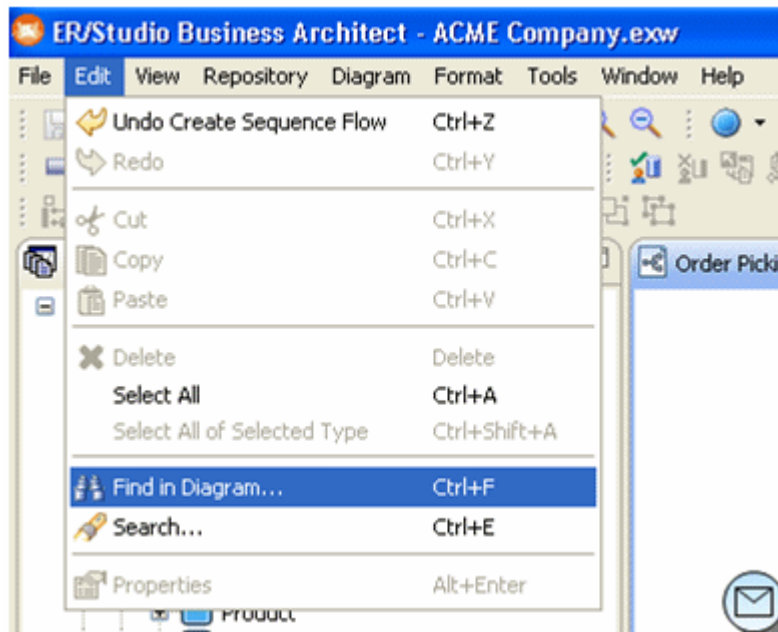 ER/Studio Business Architect - ACME Company.exw
File Edit View Repository Diagram Format Tools Window Help
Undo Create Sequence Flow Ctrl+Z
Redo Ctrl+Y
Cut Ctrl+X
Copy Ctrl+C
Paste Ctrl+V
Delete Delete
Select All Ctrl+A
Select All of Selected Type Ctrl+Shift+A
Find in Diagram... Ctrl+F
Search... Ctrl+E
Properties Alt+Enter
Order Picki
Product